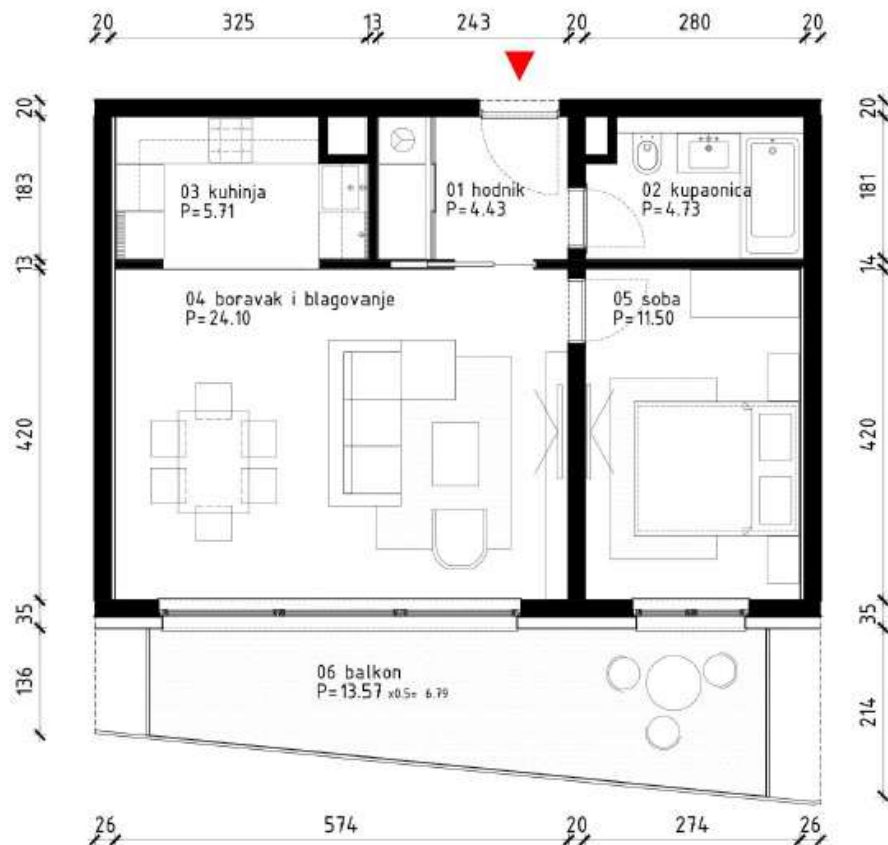 20 325 13 243 20 280 20
20
183
13
420
35
136
03 kuhinja
P=5.71
01 hodnik
P=4.43
02 kupaonica
P=4.73
04 boravak i blagovanje
P=24.10
05 soba
P=11.50
06 balkon
P=13.57 x0.5= 6.79
20
181
14
420
35
214
26 574 20 274 26